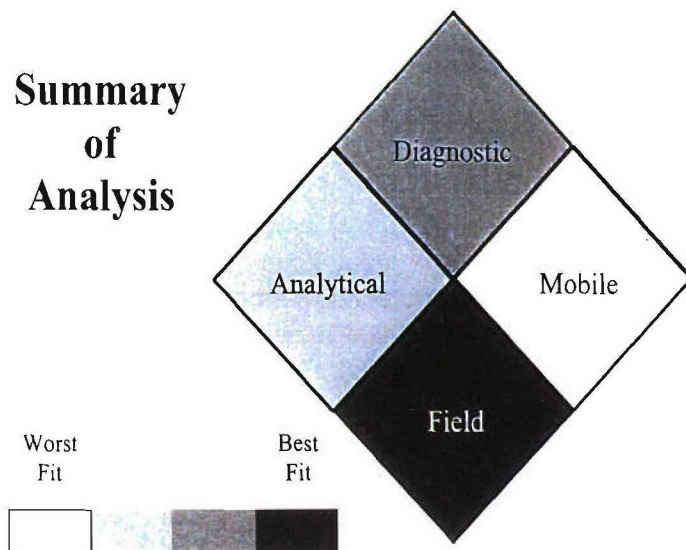 Summary
of
Analysis
Diagnostic
Analytical
Mobile
Field
Worst
Fit
Best
Fit